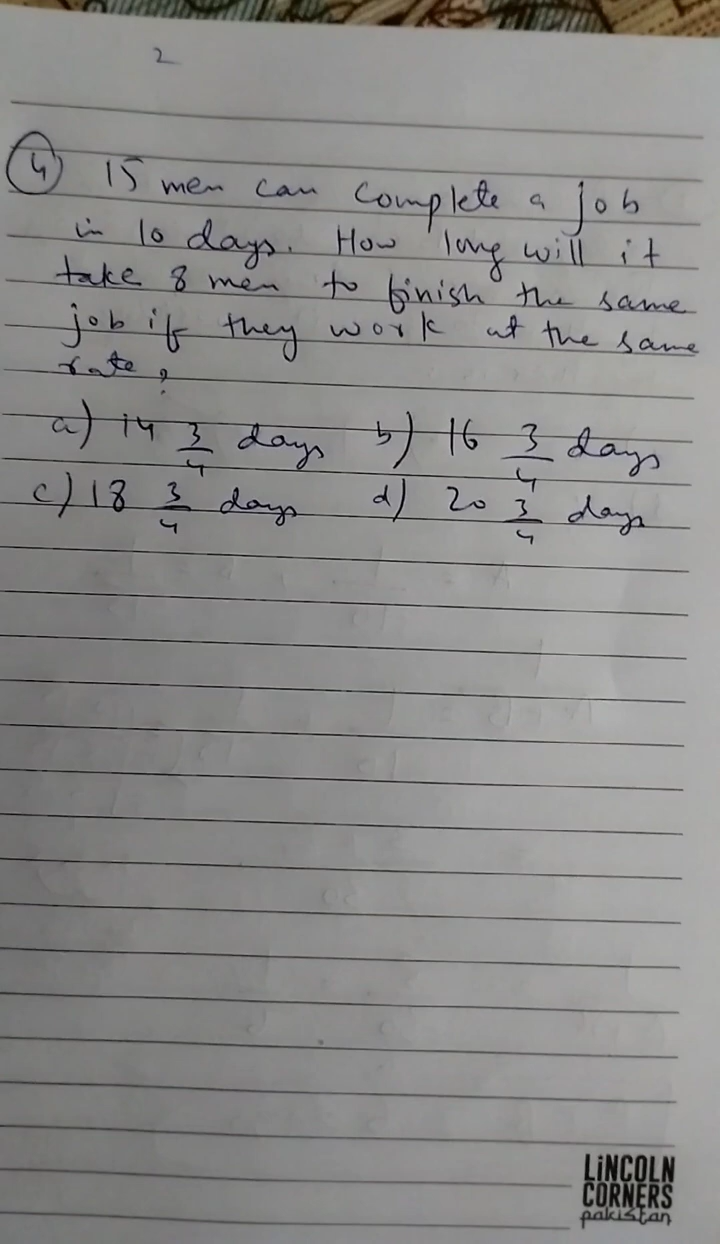 2
4 15 men can complete a job
in 10 days. How long will it
take 8 men to finish the same
job if they work at the same
rate?
a) 14 3/4 days b) 16 3/4 days
c) 18 3/4 days d) 20 3/4 days
LiNCOLN
CORNERS
pakistan